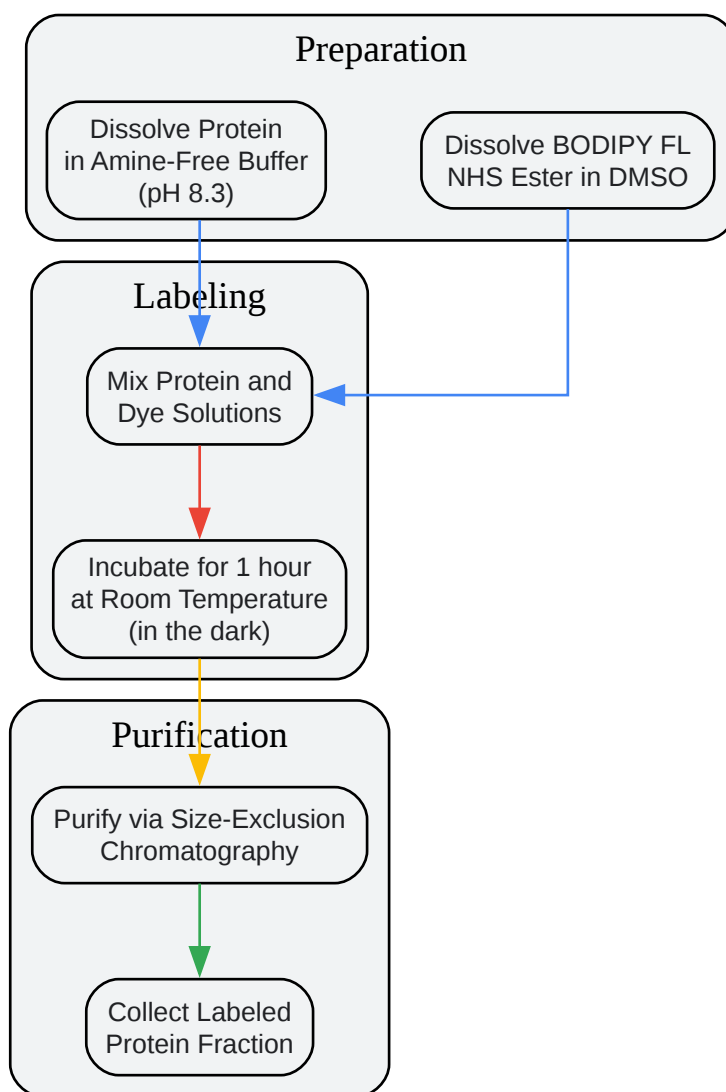 Preparation
Dissolve Protein
in Amine-Free Buffer
(pH 8.3)
Dissolve BODIPY FL
NHS Ester in DMSO
Labeling
Mix Protein and
Dye Solutions
Incubate for 1 hour
at Room Temperature
(in the dark)
Purification
Purify via Size-Exclusion
Chromatography
Collect Labeled
Protein Fraction